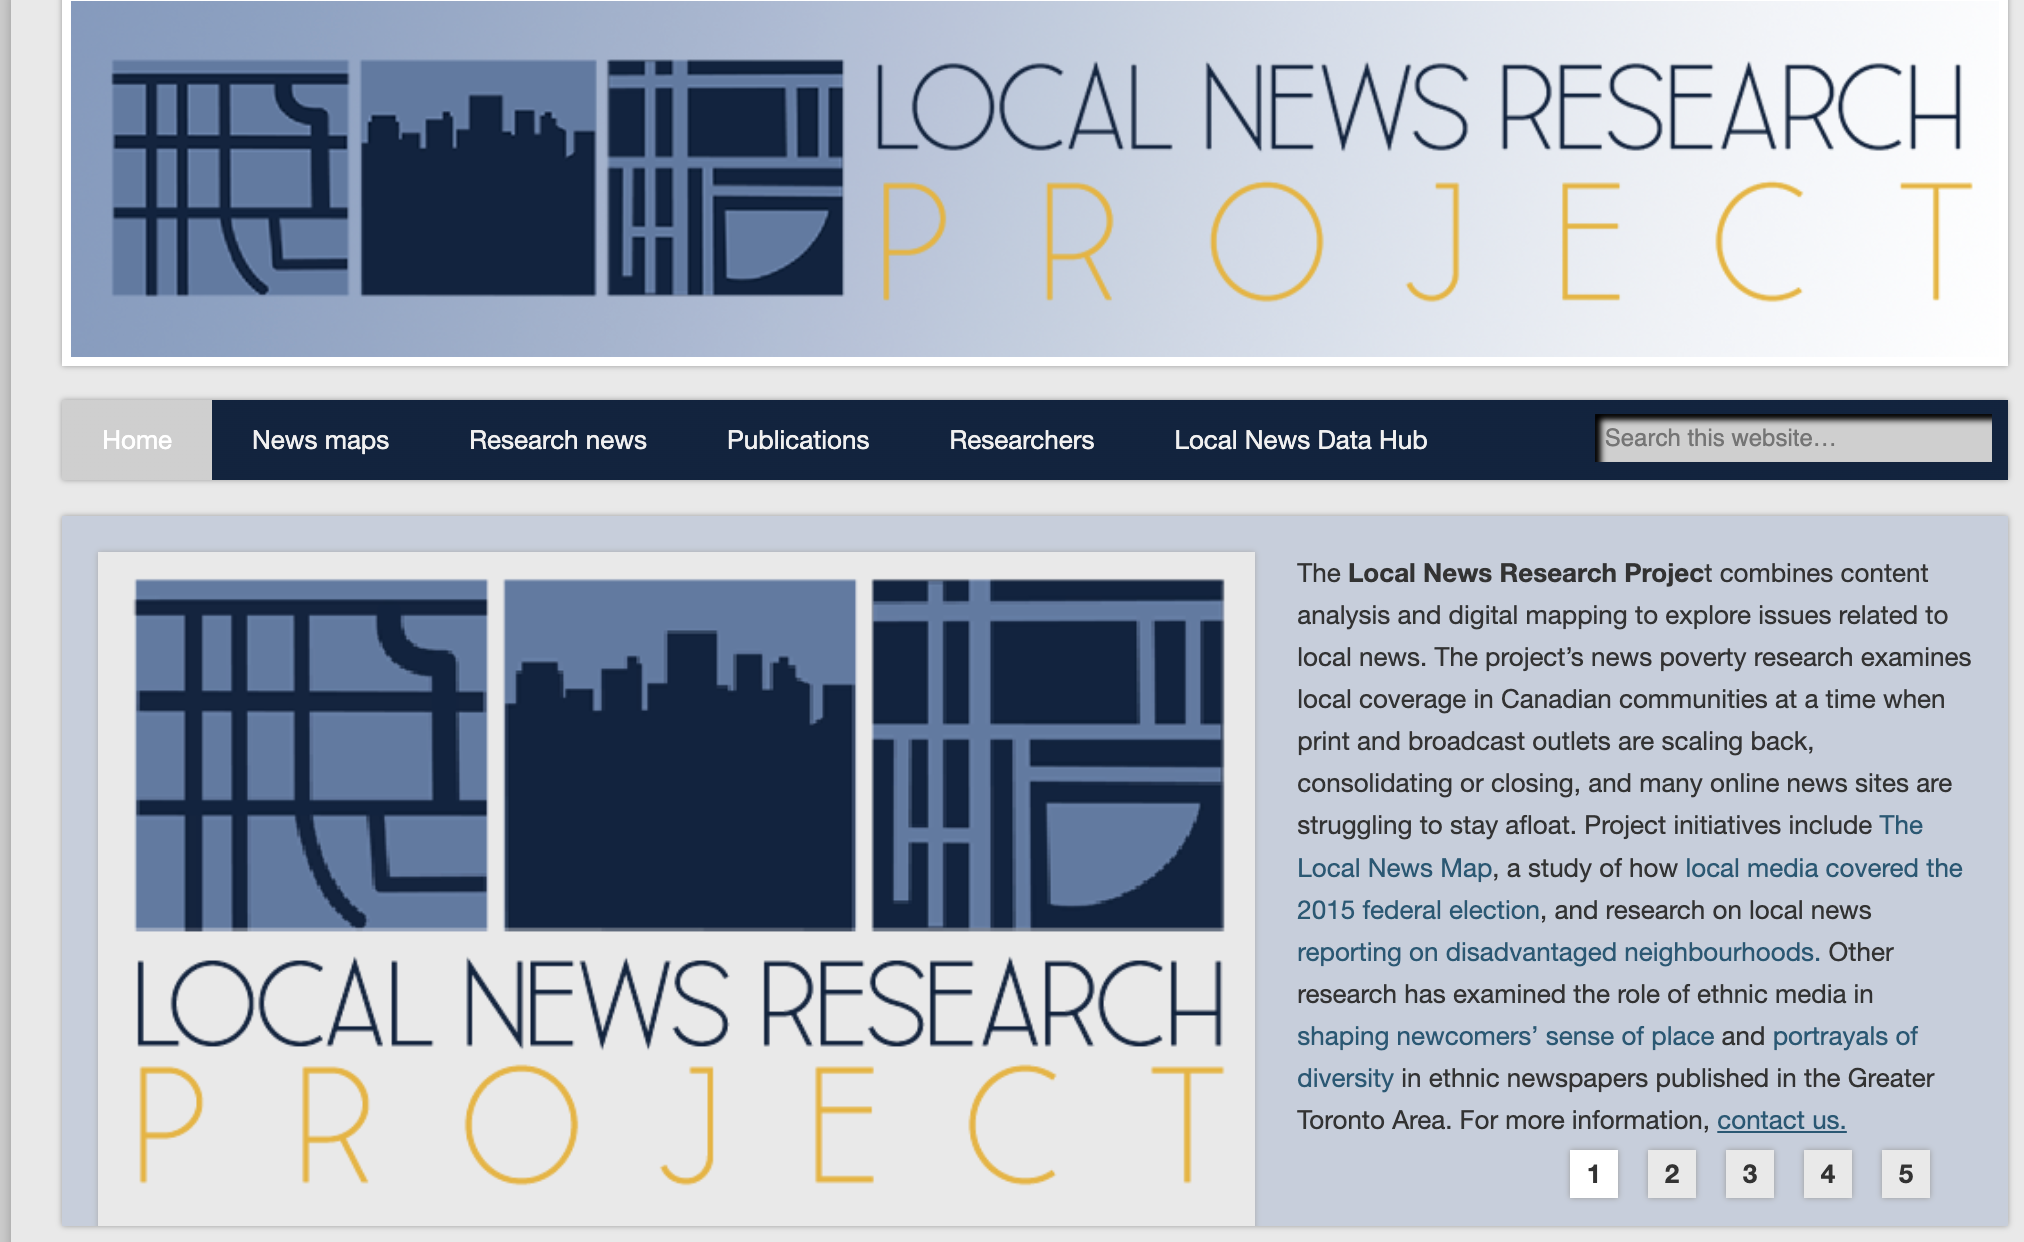 LOCAL NEWS RESEARCH
PROJECT
Home
News maps
Research news
Publications
Researchers
Local News Data Hub
Search this website…
LOCAL NEWS RESEARCH
PROJECT
The Local News Research Project combines content
analysis and digital mapping to explore issues related to
local news. The project’s news poverty research examines
local coverage in Canadian communities at a time when
print and broadcast outlets are scaling back,
consolidating or closing, and many online news sites are
struggling to stay afloat. Project initiatives include The
Local News Map, a study of how local media covered the
2015 federal election, and research on local news
reporting on disadvantaged neighbourhoods. Other
research has examined the role of ethnic media in
shaping newcomers’ sense of place and portrayals of
diversity in ethnic newspapers published in the Greater
Toronto Area. For more information, contact us.
1 2 3 4 5